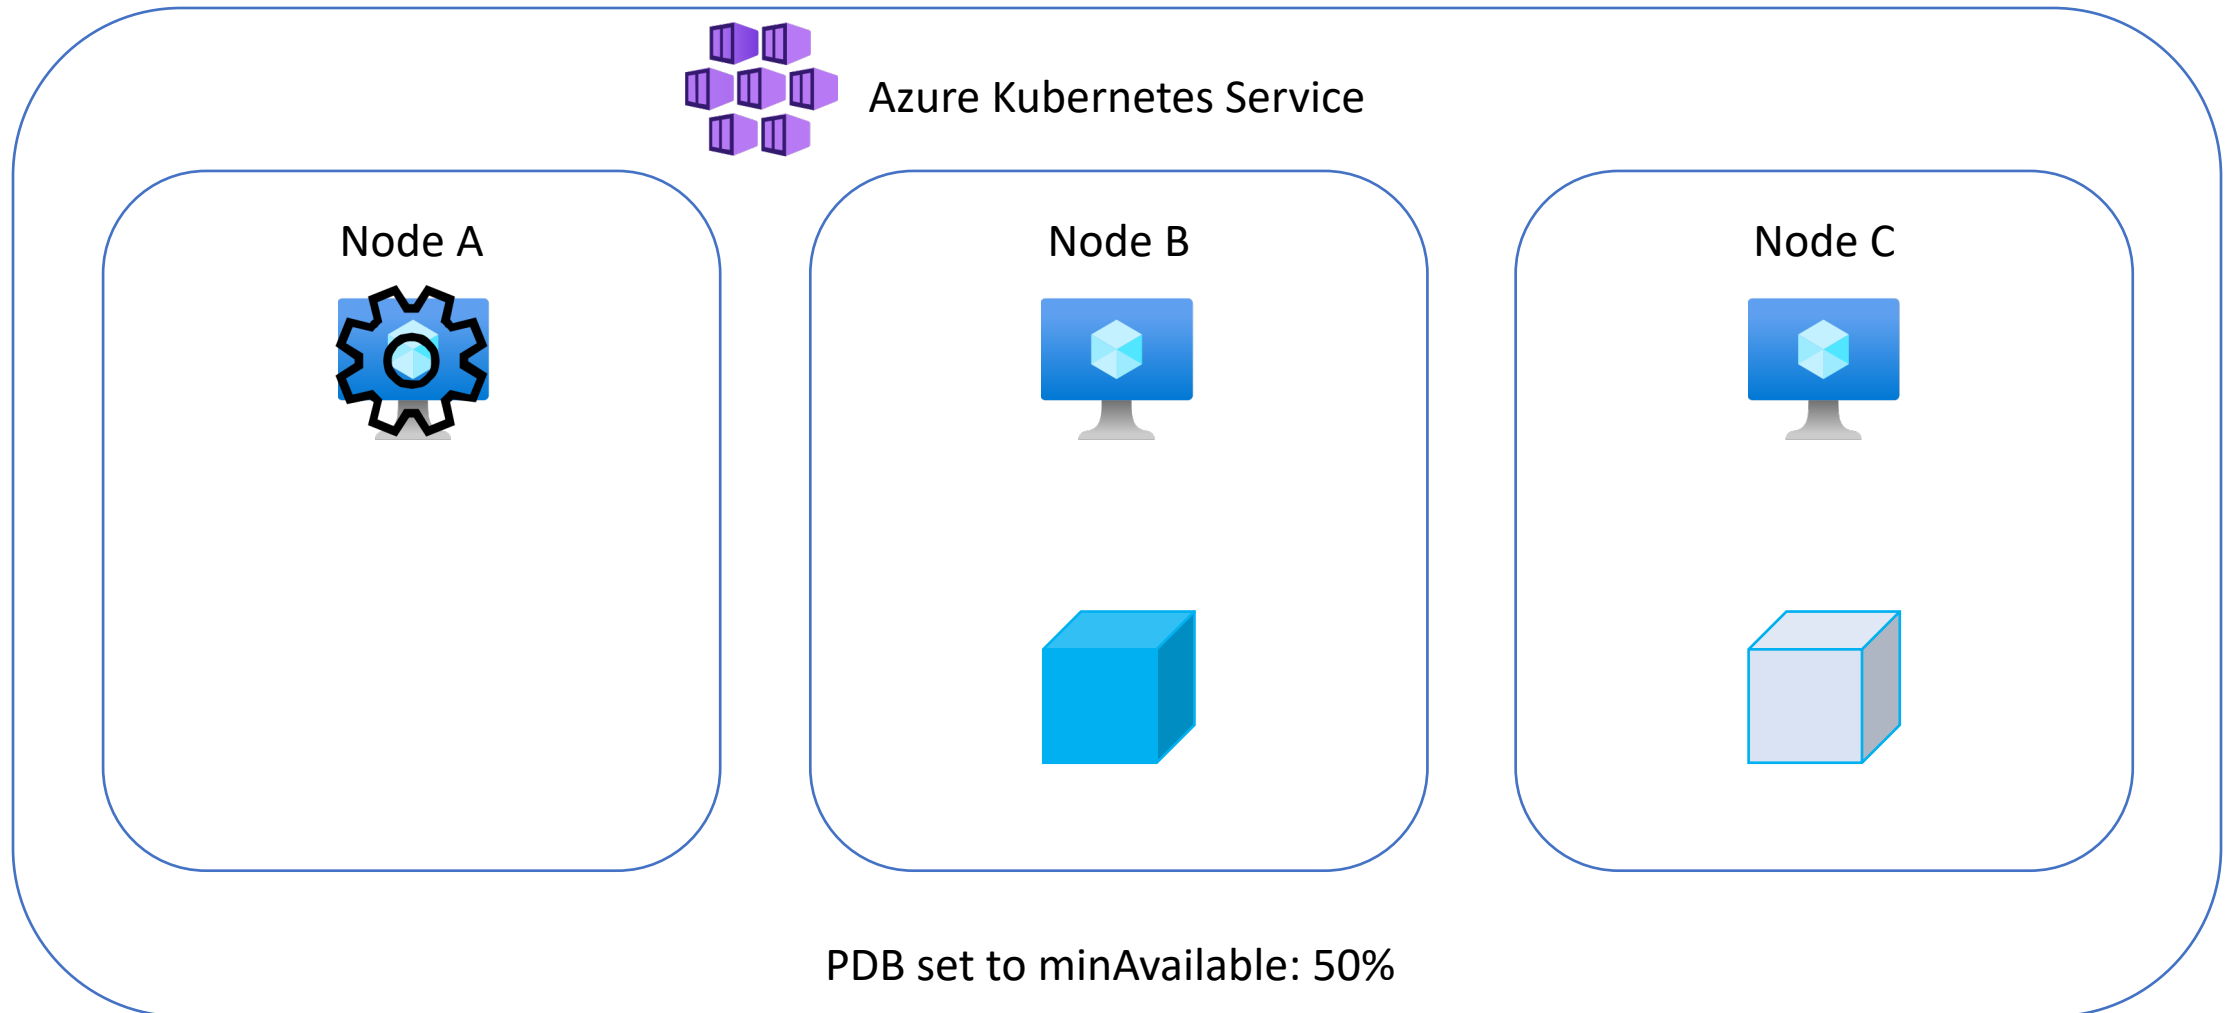 Azure Kubernetes Service
Node A
Node B
Node C
PDB set to minAvailable: 50%